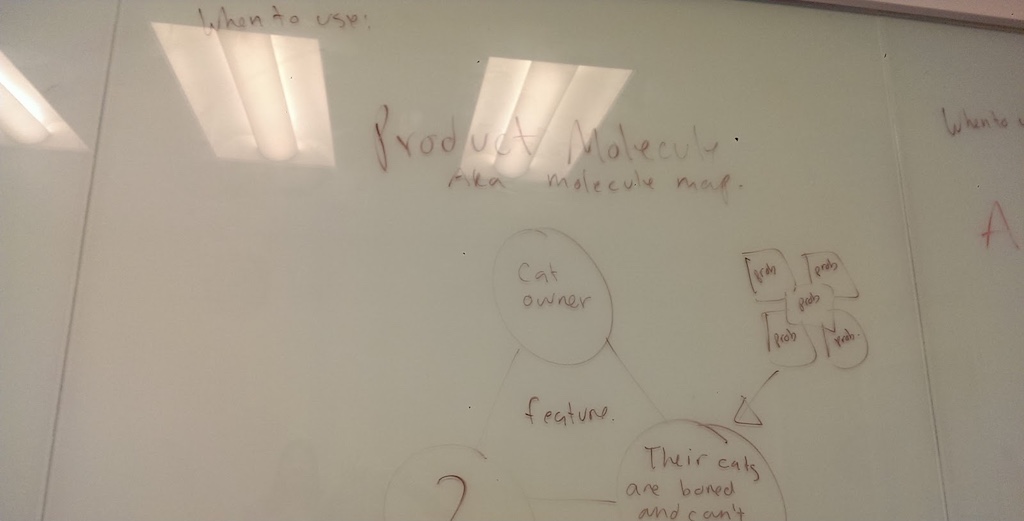 When to use:
Product Molecule
Aka molecule map.
Cat
owner
prob
prob
prob
prob
prob.
feature.
?
Their cats
are bored
and can't
When to
A